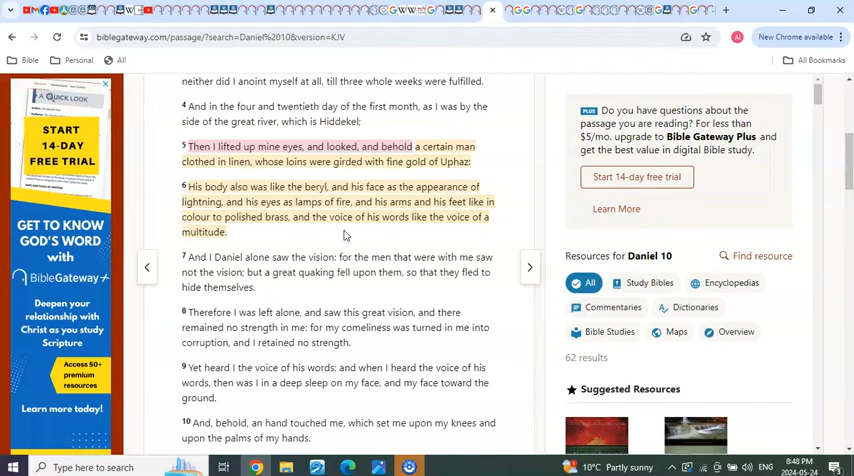 biblegateway.com/passage/?search=Daniel%2010&version=KJV
New Chrome available
Bible
Personal
All
All Bookmarks
A QUICK LOOK
START
14-DAY
FREE TRIAL
GET TO KNOW
GOD'S WORD
with
BibleGateway+
Deepen your
relationship with
Christ as you study
Scripture
Access 50+
premium
resources
Learn more today!
neither did I anoint myself at all, till three whole weeks were fulfilled.
4 And in the four and twentieth day of the first month, as I was by the
side of the great river, which is Hiddekel;
5 Then I lifted up mine eyes, and looked, and behold a certain man
clothed in linen, whose loins were girded with fine gold of Uphaz:
6 His body also was like the beryl, and his face as the appearance of
lightning, and his eyes as lamps of fire, and his arms and his feet like in
colour to polished brass, and the voice of his words like the voice of a
multitude.
7 And I Daniel alone saw the vision: for the men that were with me saw
not the vision; but a great quaking fell upon them, so that they fled to
hide themselves.
8 Therefore I was left alone, and saw this great vision, and there
remained no strength in me: for my comeliness was turned in me into
corruption, and I retained no strength.
9 Yet heard I the voice of his words: and when I heard the voice of his
words, then was I in a deep sleep on my face, and my face toward the
ground.
10 And, behold, an hand touched me, which set me upon my knees and
upon the palms of my hands.
PLUS Do you have questions about the
passage you are reading? For less than
$5/mo. upgrade to Bible Gateway Plus and
get the best value in digital Bible study.
Start 14-day free trial
Learn More
Resources for Daniel 10
Find resource
All
Study Bibles
Encyclopedias
Commentaries
Dictionaries
Bible Studies
Maps
Overview
62 results
Suggested Resources
Type here to search
10°C Partly sunny
ENG
8:48 PM
2024-05-24